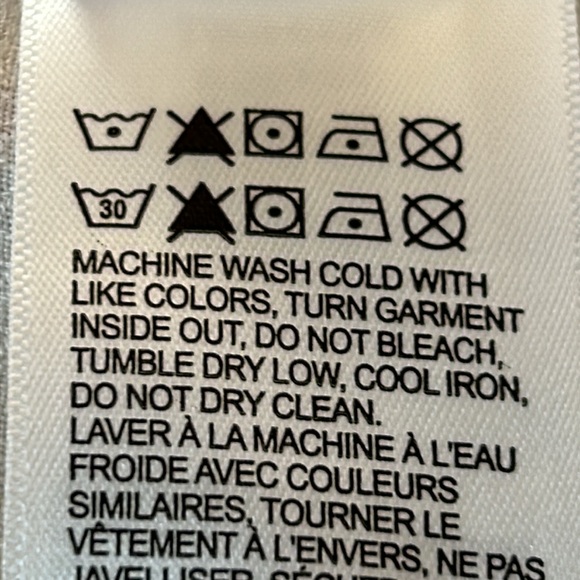 30
MACHINE WASH COLD WITH
LIKE COLORS, TURN GARMENT
INSIDE OUT, DO NOT BLEACH,
TUMBLE DRY LOW, COOL IRON,
DO NOT DRY CLEAN.
LAVER À LA MACHINE À L'EAU
FROIDE AVEC COULEURS
SIMILAIRES, TOURNER LE
VÊTEMENT À L'ENVERS, NE PAS